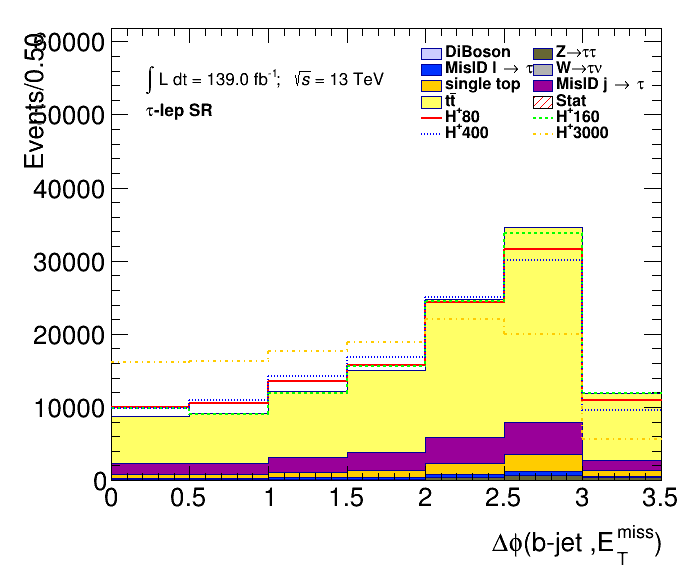 Events/0.50
60000
50000
40000
30000
20000
10000
0
0 0.5 1 1.5 2 2.5 3 3.5
Δϕ(b-jet ,E_T^miss)
∫ L dt = 139.0 fb⁻¹; √s = 13 TeV
τ-lep SR
DiBoson Z→ττ
MisID l → τ W→τν
single top MisID j → τ
tt̄ Stat
H⁺80 H⁺160
H⁺400 H⁺3000